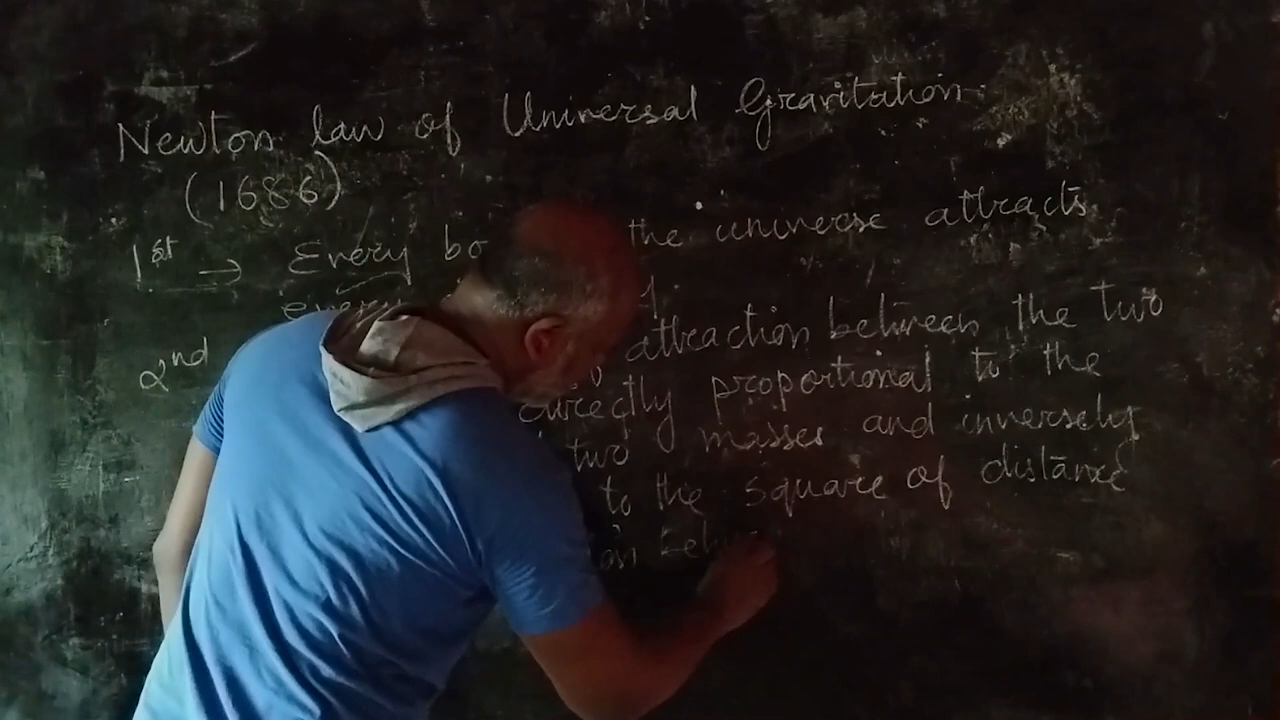 Newton law of Universal Gravitation
(1686)
1st → Every bo the universe attracts
every
2nd attraction between the two
directly proportional to the
two masses and inversely
to the square of distance